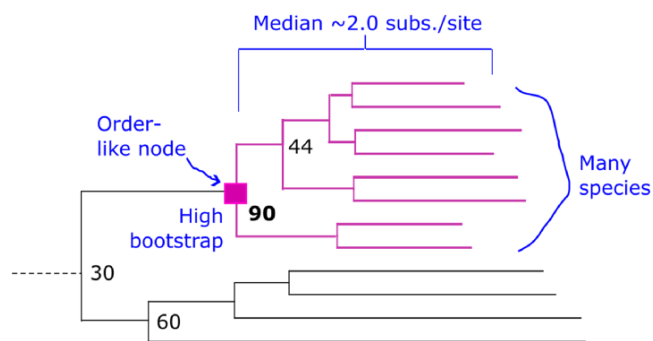 Median ~2.0 subs./site
Order-
like node
44
Many
species
High
bootstrap
90
30
60